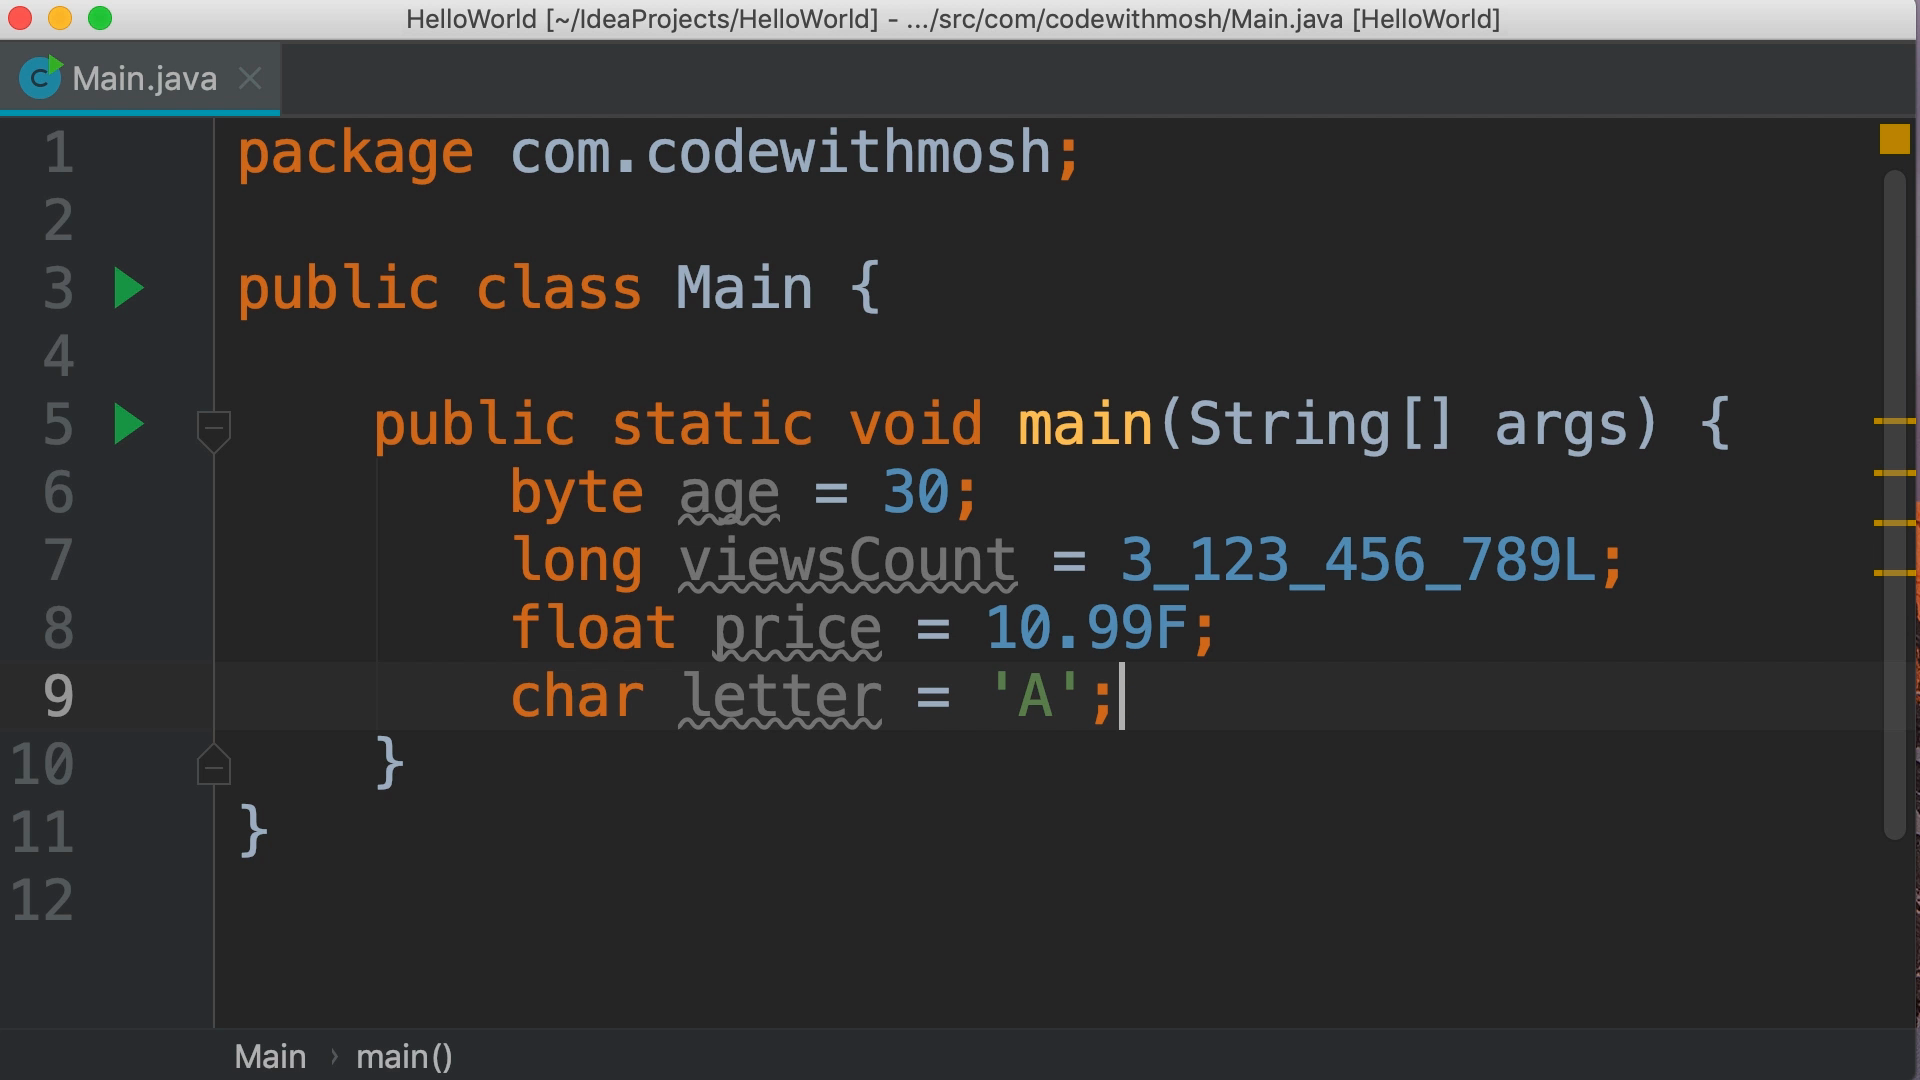 HelloWorld [~/IdeaProjects/HelloWorld] - .../src/com/codewithmosh/Main.java [HelloWorld]
C Main.java
1 package com.codewithmosh;
2
3 public class Main {
4
5 public static void main(String[] args) {
6 byte age = 30;
7 long viewsCount = 3_123_456_789L;
8 float price = 10.99F;
9 char letter = 'A';
10 }
11 }
12
Main › main()